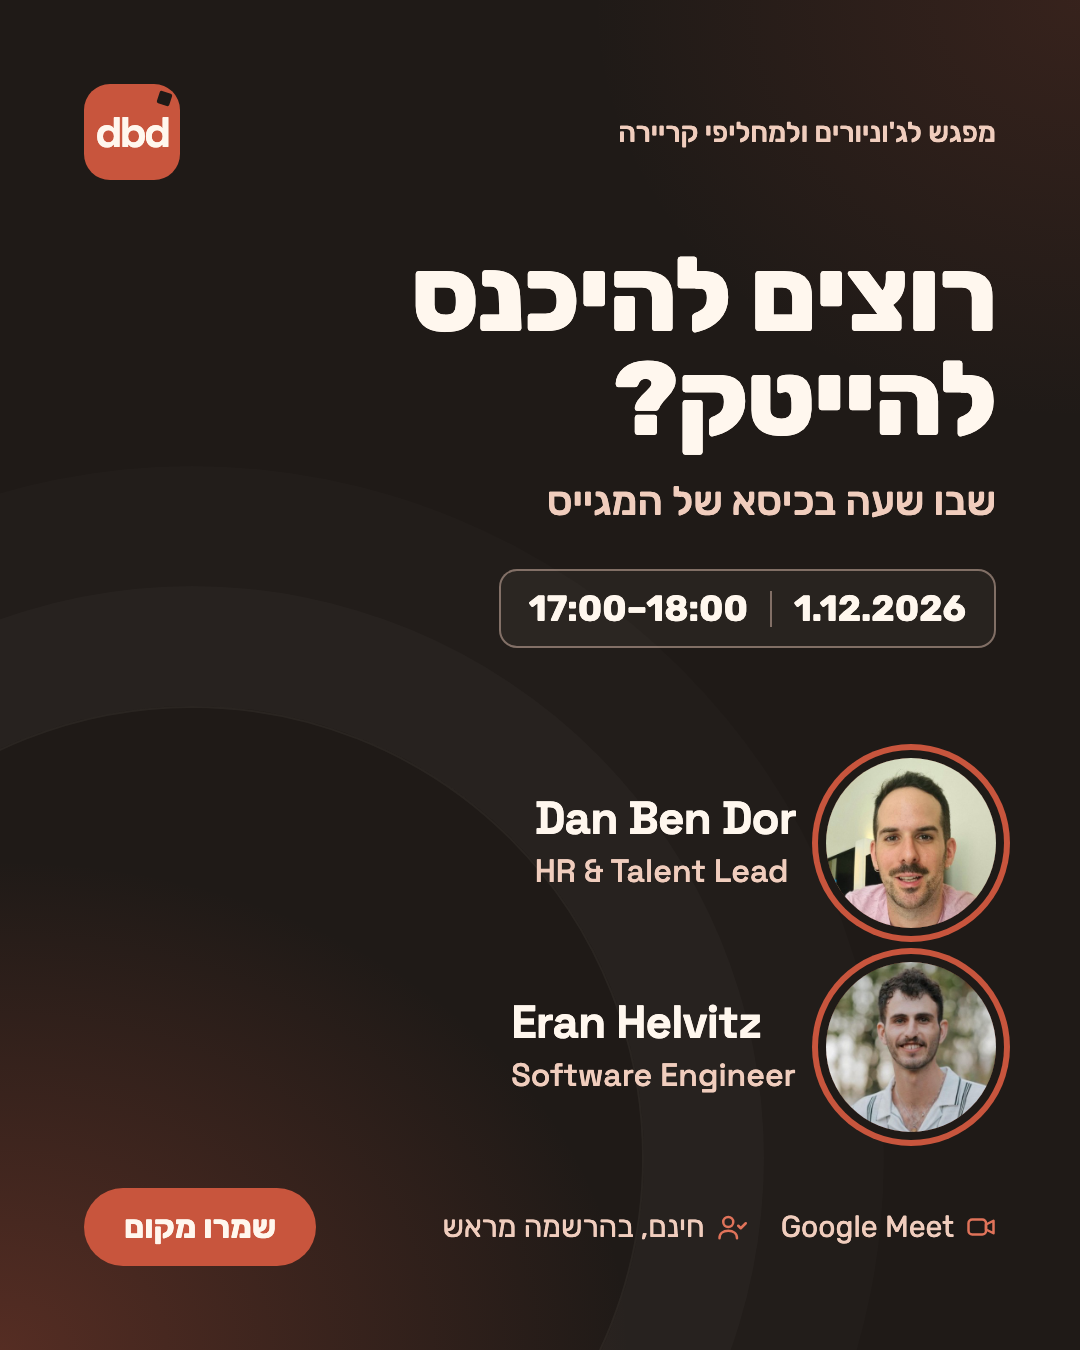 dbd
מפגש לג'וניורים ולמחליפי קריירה
רוצים להיכנס
להייטק?
שבו שעה בכיסא של המגייס
1.12.2026 | 17:00–18:00
Dan Ben Dor
HR & Talent Lead
Eran Helvitz
Software Engineer
Google Meet
חינם, בהרשמה מראש
שמרו מקום